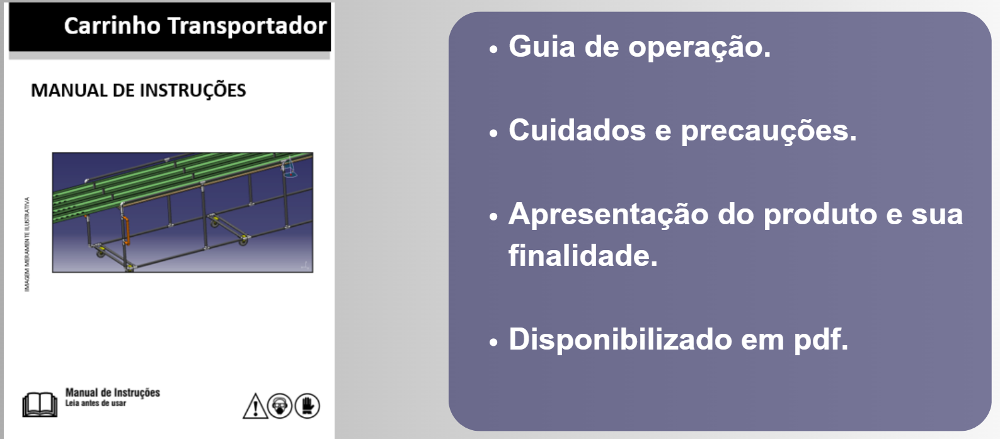 Carrinho Transportador
MANUAL DE INSTRUÇÕES
IMAGEM MERAMENTE ILUSTRATIVA
Manual de Instruções
Leia antes de usar
• Guia de operação.
• Cuidados e precauções.
• Apresentação do produto e sua
finalidade.
• Disponibilizado em pdf.